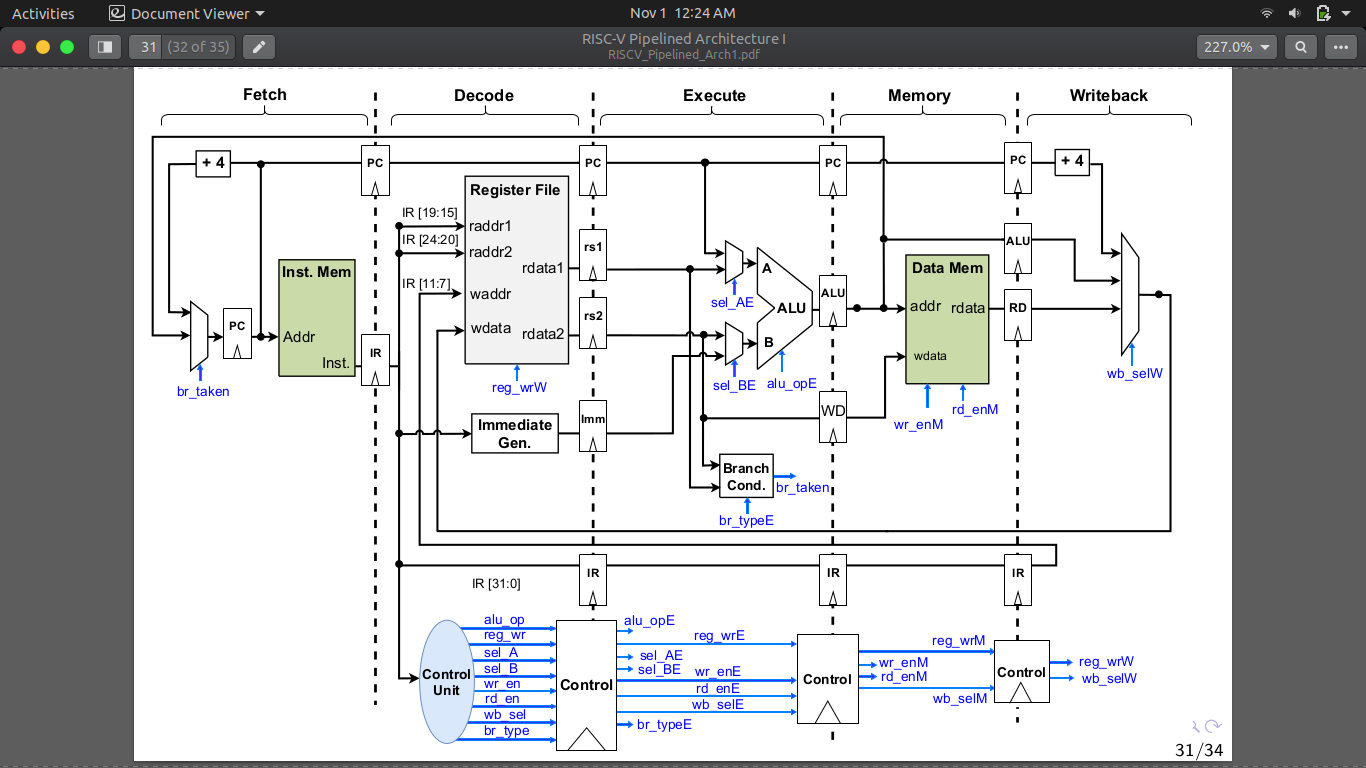 Activities
Document Viewer
Nov 1 12:24 AM
31
(32 of 35)
RISC-V Pipelined Architecture I
RISCV_Pipelined_Arch1.pdf
227.0%
Fetch
Decode
Execute
Memory
Writeback
+ 4
PC
PC
PC
PC
+ 4
Register File
IR [19:15]
raddr1
IR [24:20]
raddr2
rdata1
IR [11:7]
waddr
wdata
rdata2
reg_wrW
rs1
rs2
Inst. Mem
Addr
Inst.
PC
br_taken
IR
sel_AE
A
ALU
B
sel_BE
alu_opE
ALU
ALU
Data Mem
addr
rdata
wdata
RD
wr_enM
rd_enM
wb_selW
Immediate
Gen.
Imm
WD
Branch
Cond.
br_taken
br_typeE
IR
IR
IR
IR [31:0]
Control
Unit
alu_op
reg_wr
sel_A
sel_B
wr_en
rd_en
wb_sel
br_type
Control
alu_opE
reg_wrE
sel_AE
sel_BE
wr_enE
rd_enE
wb_selE
br_typeE
Control
reg_wrM
wr_enM
rd_enM
wb_selM
Control
reg_wrW
wb_selW
31/34